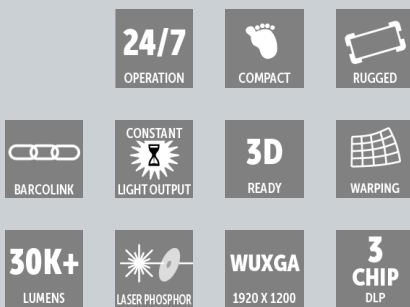 24/7
OPERATION
COMPACT
RUGGED
BARCOLINK
CONSTANT
LIGHT OUTPUT
3D
READY
WARPING
30K+
LUMENS
LASER PHOSPHOR
WUXGA
1920 X 1200
3
CHIP
DLP